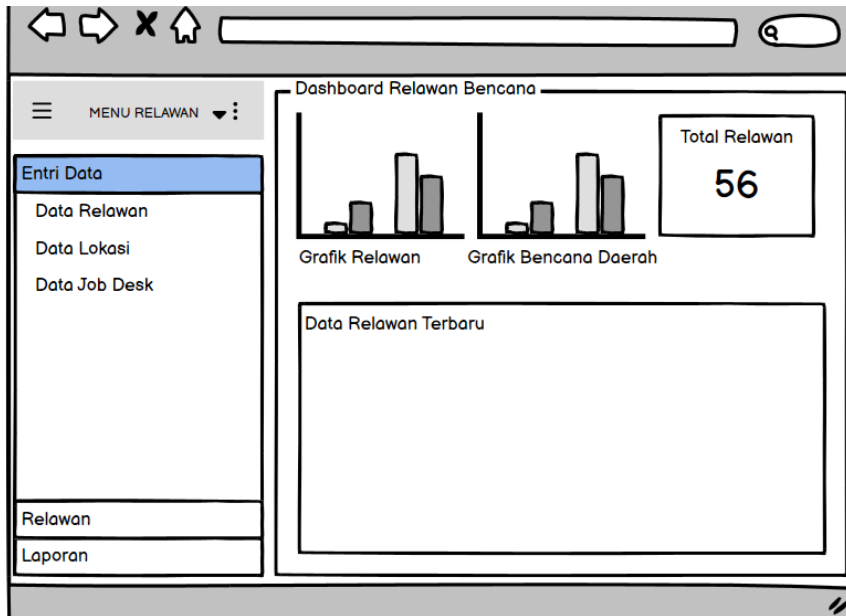 MENU RELAWAN
Entri Data
Data Relawan
Data Lokasi
Data Job Desk
Relawan
Laporan
Dashboard Relawan Bencana
Grafik Relawan
Grafik Bencana Daerah
Total Relawan
56
Data Relawan Terbaru